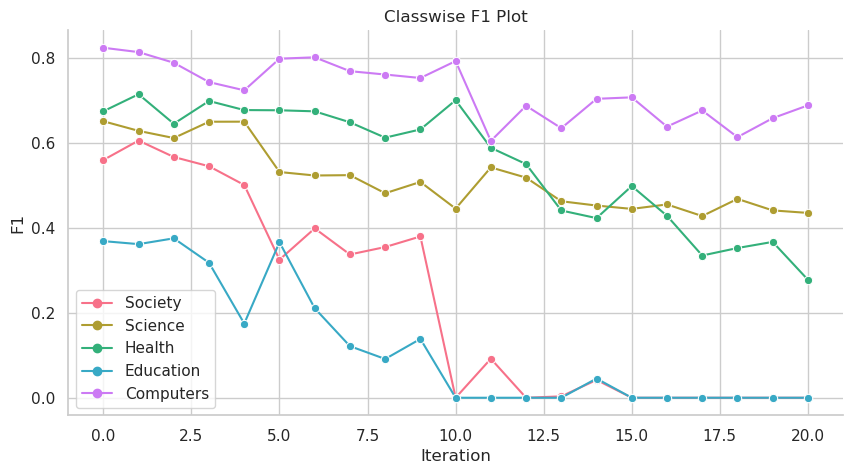 Classwise F1 Plot
F1
0.8
0.6
0.4
0.2
0.0
Society
Science
Health
Education
Computers
0.0 2.5 5.0 7.5 10.0 12.5 15.0 17.5 20.0
Iteration